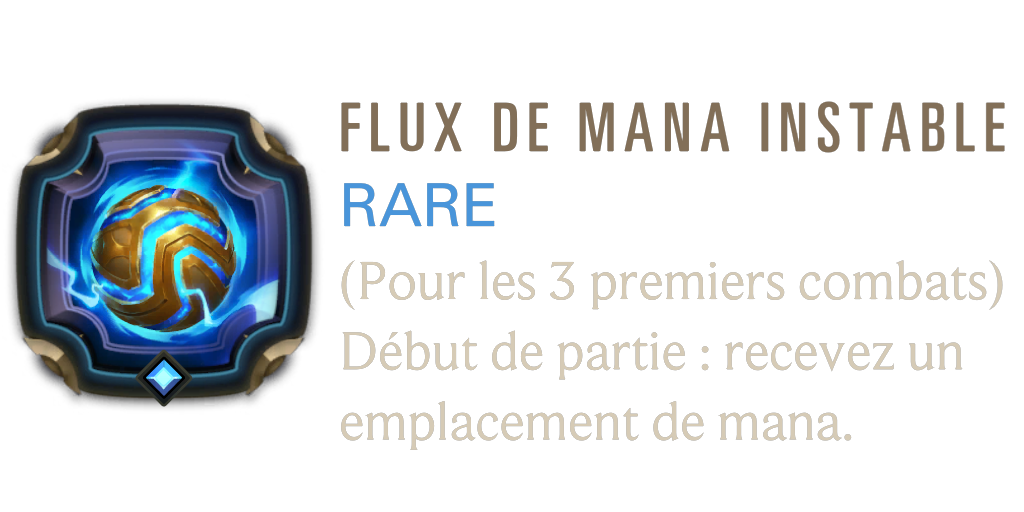 FLUX DE MANA INSTABLE
RARE
(Pour les 3 premiers combats)
Début de partie : recevez un
emplacement de mana.